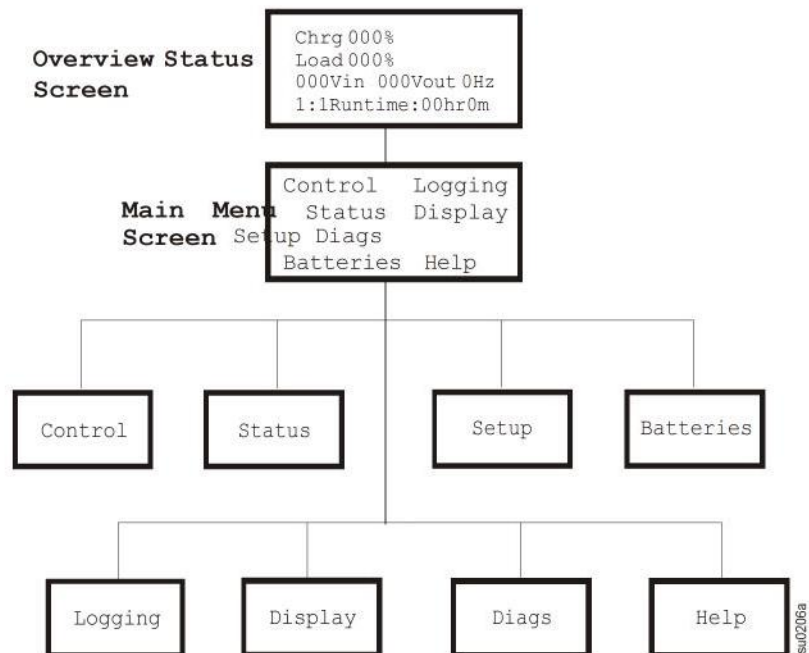 Overview Status
Screen
Chrg 000%
Load 000%
000Vin 000Vout 0Hz
1:1Runtime:00hr0m
Main Menu
Screen
Control Logging
Status Display
Setup Diags
Batteries Help
Control
Status
Setup
Batteries
Logging
Display
Diags
Help
su0206a